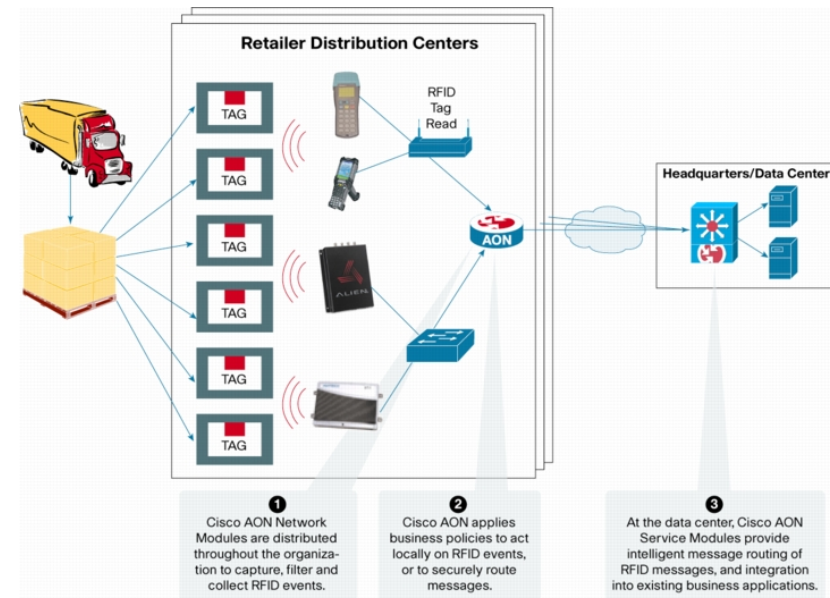 Retailer Distribution Centers
TAG
TAG
TAG
TAG
TAG
TAG
RFID
Tag
Read
ALIEN
AON
Headquarters/Data Center
1
Cisco AON Network
Modules are distributed
throughout the organiza-
tion to capture, filter and
collect RFID events.
2
Cisco AON applies
business policies to act
locally on RFID events,
or to securely route
messages.
3
At the data center, Cisco AON
Service Modules provide
intelligent message routing of
RFID messages, and integration
into existing business applications.